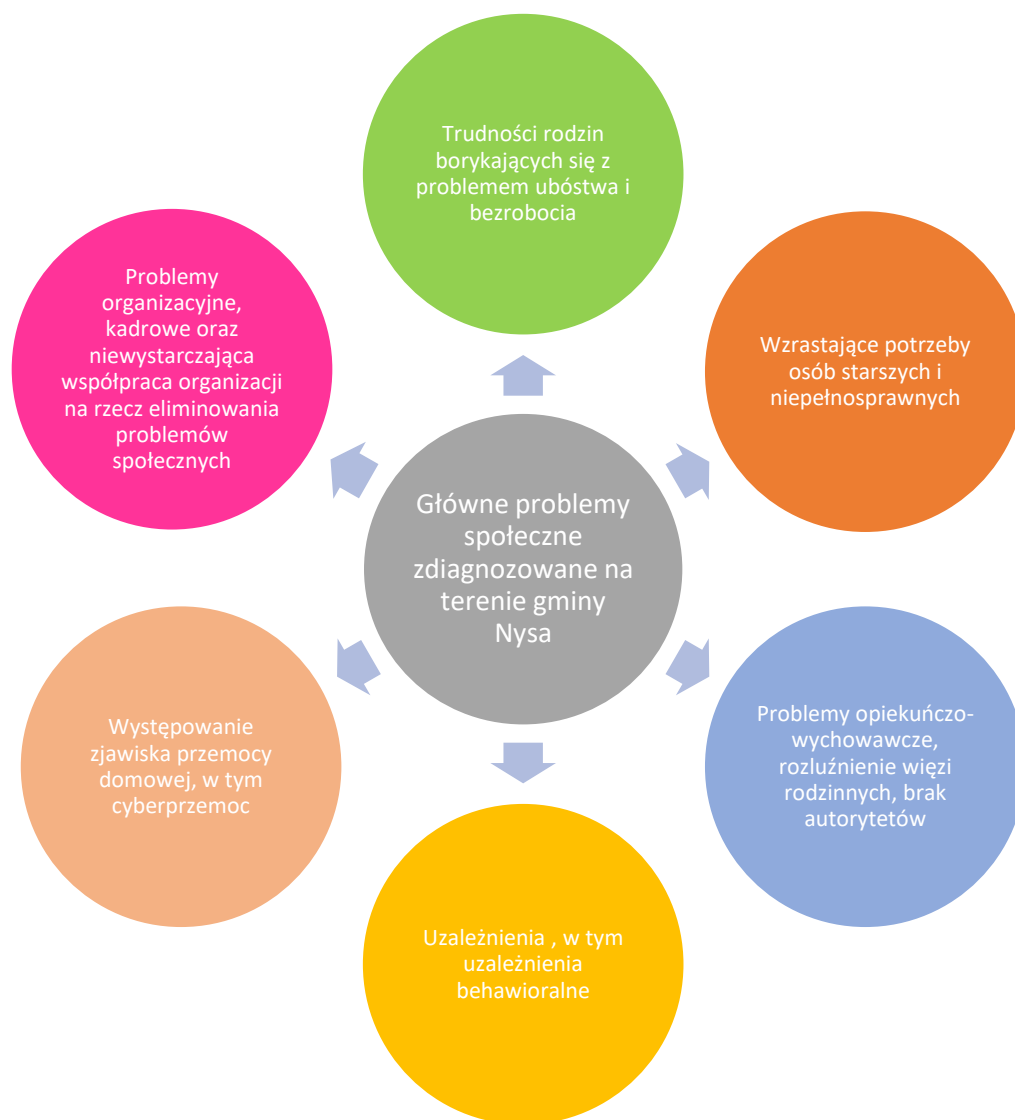 Trudności rodzin
borykających się z
problemem ubóstwa i
bezrobocia
Wzrastające potrzeby
osób starszych i
niepełnosprawnych
Problemy opiekuńczo-
wychowawcze,
rozluźnienie więzi
rodzinnych, brak
autorytetów
Uzależnienia , w tym
uzależnienia
behawioralne
Występowanie
zjawiska przemocy
domowej, w tym
cyberprzemoc
Problemy
organizacyjne,
kadrowe oraz
niewystarczająca
współpraca organizacji
na rzecz eliminowania
problemów
społecznych
Główne problemy
społeczne
zdiagnozowane na
terenie gminy
Nysa